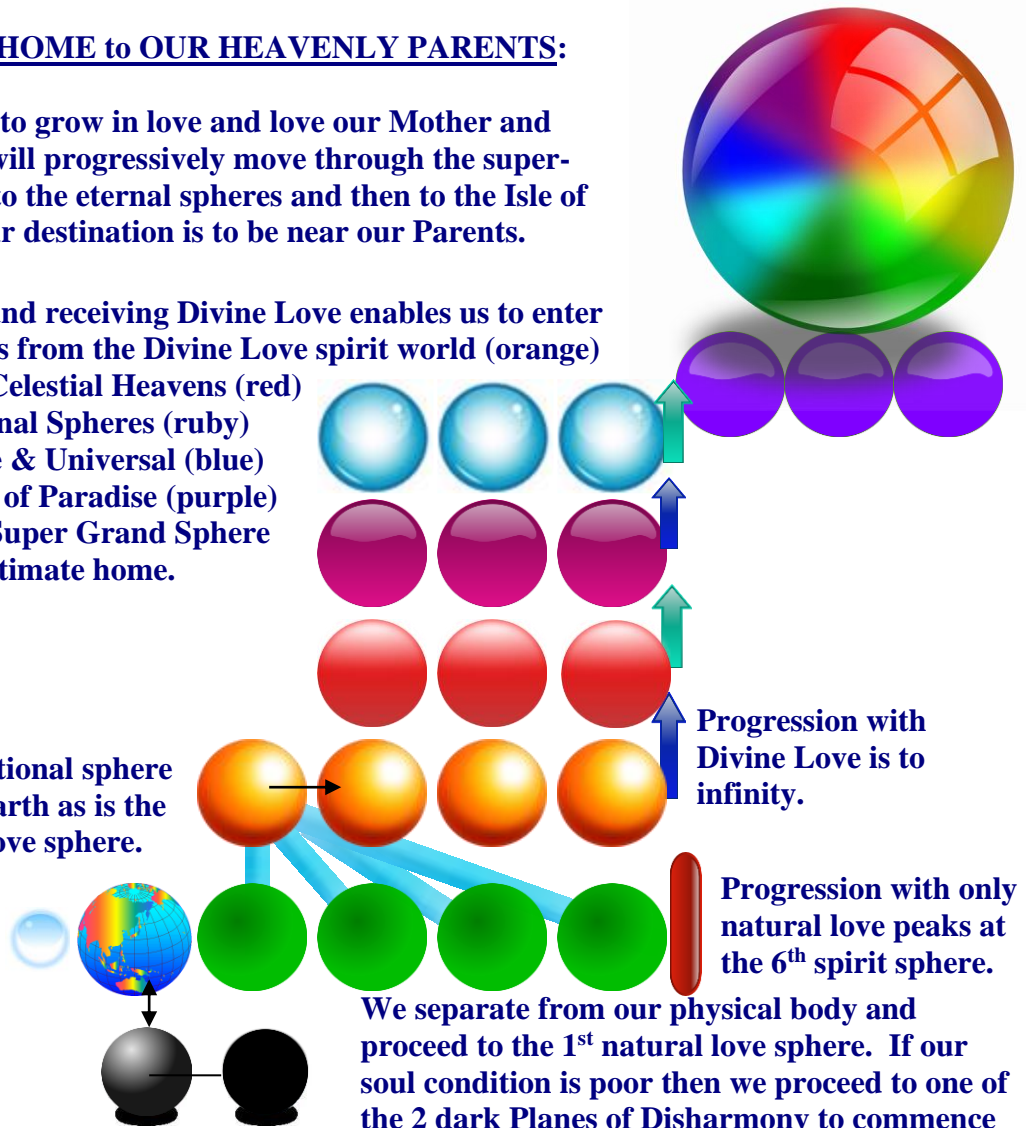 HOME to OUR HEAVENLY PARENTS:
to grow in love and love our Mother and
will progressively move through the super-
to the eternal spheres and then to the Isle of
destination is to be near our Parents.
and receiving Divine Love enables us to enter
from the Divine Love spirit world (orange)
Celestial Heavens (red)
Spheres (ruby)
& Universal (blue)
of Paradise (purple)
Super Grand Sphere
home.
Progression with
Divine Love is to
infinity.
sphere
as is the
sphere.
Progression with only
natural love peaks at
the 6th spirit sphere.
We separate from our physical body and
proceed to the 1st natural love sphere. If our
soul condition is poor then we proceed to one of
the 2 dark Planes of Disharmony to commence